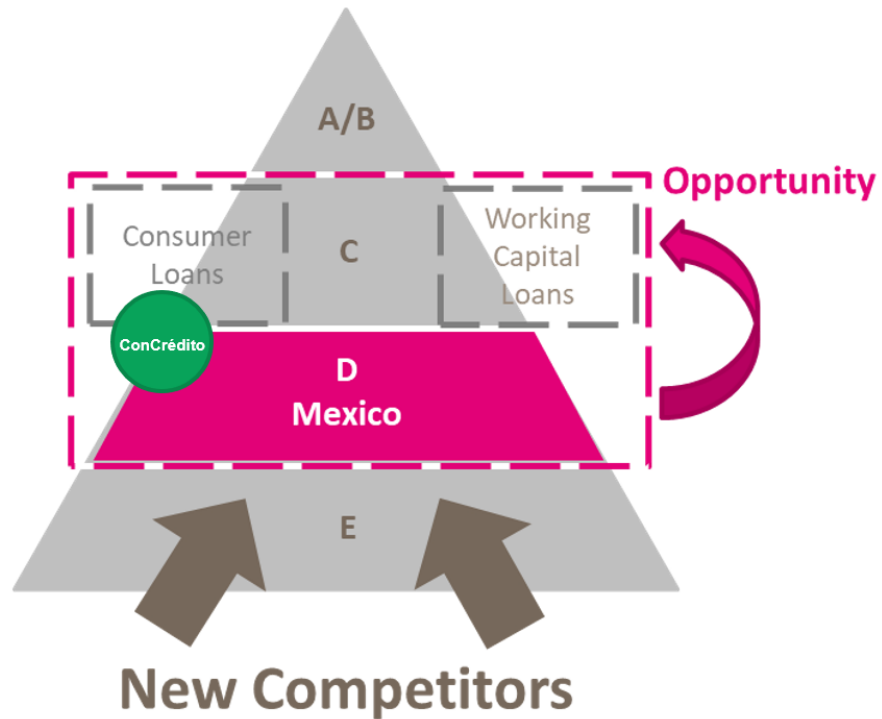 A/B
Opportunity
Consumer
Loans
C
Working
Capital
Loans
ConCrédito
D
Mexico
E
New Competitors